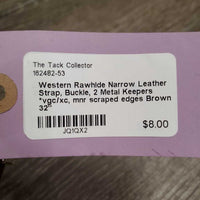 The Tack Collector
162482-53
Western Rawhide Narrow Leather
Strap, Buckle, 2 Metal Keepers
*vgc/xc, mnr scraped edges Brown
32"
JQ1QX2
$8.00